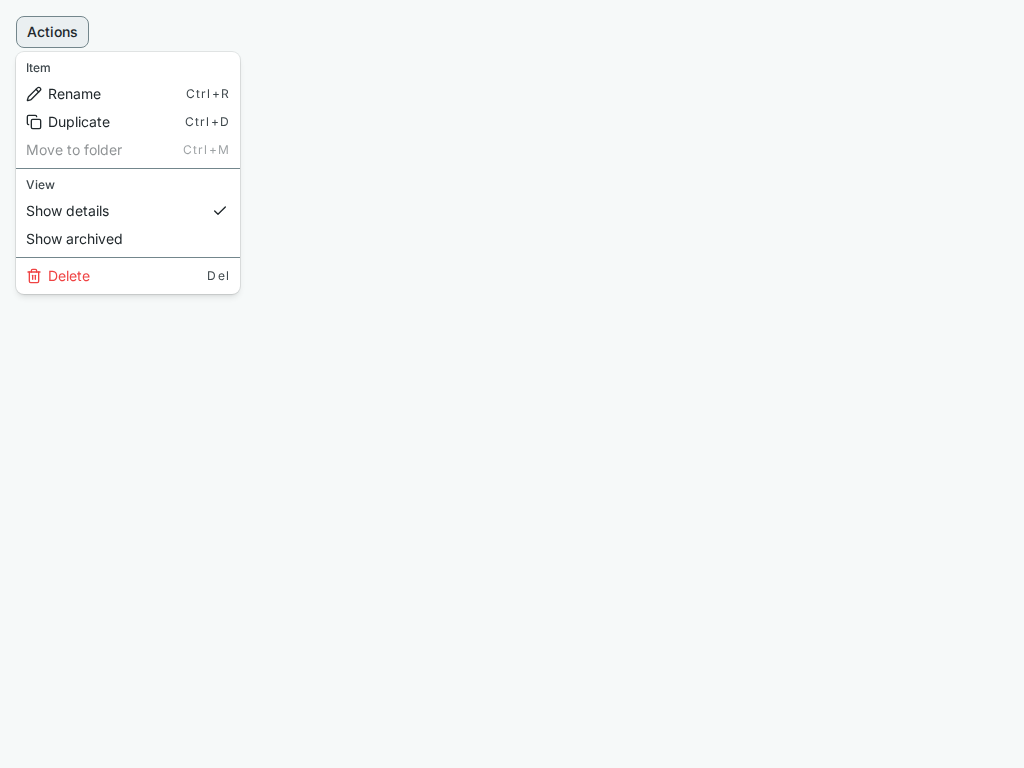 Actions
Item
Rename Ctrl+R
Duplicate Ctrl+D
Move to folder Ctrl+M
View
Show details
Show archived
Delete Del